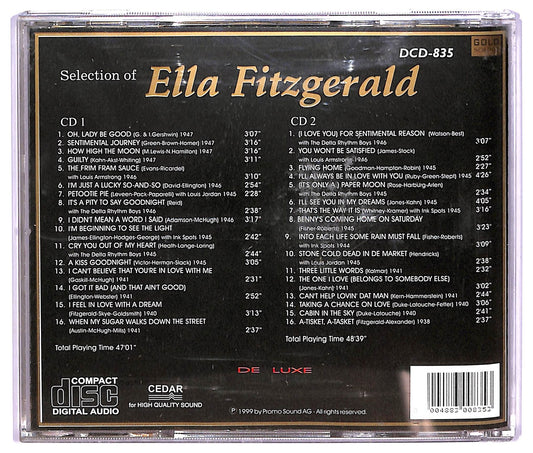 DCD-835
GOLD
Selection of Ella Fitzgerald
CD 1
1. OH, LADY BE GOOD (G. & I.Gershwin) 1947 3'07"
2. SENTIMENTAL JOURNEY (Green-Brown-Homer) 1947 3'16"
3. HOW HIGH THE MOON (M.Lewis-N.Hamilton) 1947 3'16"
4. GUILTY (Kahn-Akst-Whiting) 1947 3'11"
5. THE FRIM FRAM SAUCE (Evans-Ricardel)
with Louis Armstrong 1946 3'10"
6. I'M JUST A LUCKY SO-AND-SO (David-Ellington) 1946 2'54"
7. PETOOTIE PIE (Leveen-Pack-Paparelli) with Louis Jordan 1945 2'28"
8. IT'S A PITY TO SAY GOODNIGHT (Reid)
with The Delta Rhythm Boys 1946 2'38"
9. I DIDN'T MEAN A WORD I SAID (Adamson-McHugh) 1946 3'17"
10. I'M BEGINNING TO SEE THE LIGHT
(James-Ellington-Hodges-George) with Ink Spots 1945 2'42"
11. CRY YOU OUT OF MY HEART (Heath-Lange-Loring)
with the Delta Rhythm Boys 1945 2'44"
12. A KISS GOODNIGHT (Victor-Herman-Slack) 1945 3'05"
13. I CAN'T BELIEVE THAT YOU'RE IN LOVE WITH ME
(Gaskill-McHugh) 1941 2'31"
14. I GOT IT BAD (AND THAT AIN'T GOOD)
(Ellington-Webster) 1941 2'52"
15. I FEEL IN LOVE WITH A DREAM
(Fitzgerald-Skye-Goldsmith) 1940 3'13"
16. WHEN MY SUGAR WALKS DOWN THE STREET
(Austin-McHugh-Mills) 1941 2'37"
Total Playing Time 47'01"
CD 2
1. (I LOVE YOU) FOR SENTIMENTAL REASON (Watson-Best)
with The Delta Rhythm Boys 1946 3'07"
2. YOU WON'T BE SATISFIED (James-Stock)
with Louis Armstrong 1946 2'52"
3. FLYING HOME (Goodman-Hampton-Robin) 1945 2'27"
4. I'LL ALWAYS BE IN LOVE WITH YOU (Ruby-Green-Stept) 1945 4'26"
5. (IT'S ONLY A) PAPER MOON (Rose-Harburg-Arlen)
with The Delta Rhythm Boys 1945 2'34"
6. I'LL SEE YOU IN MY DREAMS (Jones-Kahn) 1945 4'05"
7. THAT'S THE WAY IT IS (Whitney-Kramer) with Ink Spots 1945 3'16"
8. BENNY'S COMING HOME ON SATURDAY
(Fisher-Roberts) 1945 3'23"
9. INTO EACH LIFE SOME RAIN MUST FALL (Fisher-Roberts)
with Ink Spots 1944 3'09"
10. STONE COLD DEAD IN DE MARKET (Hendricks)
with Louis Jordan 1945 2'38"
11. THREE LITTLE WORDS (Kalmar) 1941 2'32"
12. THE ONE I LOVE (BELONGS TO SOMEBODY ELSE)
(Jones-Kahn) 1941 3'02"
13. CAN'T HELP LOVIN' DAT MAN (Kern-Hammerstein) 1941 2'44"
14. TAKING A CHANCE ON LOVE (Duke-Latouche-Fetter) 1940 3'06"
15. CABIN IN THE SKY (Duke-Latouche) 1940 2'41"
16. A-TISKET, A-TASKET (Fitzgerald-Alexander) 1938 2'37"
Total Playing Time 48'39"
DE LUXE
COMPACT
disc
DIGITAL AUDIO
CEDAR
for HIGH QUALITY SOUND
℗ 1999 by Promo Sound AG - All rights reserved.